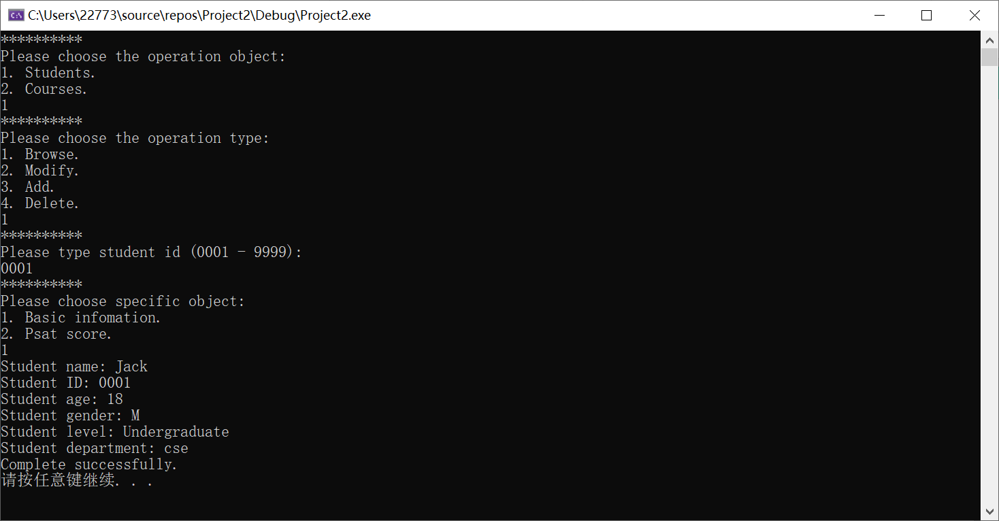 C:\Users\22773\source\repos\Project2\Debug\Project2.exe
**********
Please choose the operation object:
1. Students.
2. Courses.
1
**********
Please choose the operation type:
1. Browse.
2. Modify.
3. Add.
4. Delete.
1
**********
Please type student id (0001 - 9999):
0001
**********
Please choose specific object:
1. Basic infomation.
2. Psat score.
1
Student name: Jack
Student ID: 0001
Student age: 18
Student gender: M
Student level: Undergraduate
Student department: cse
Complete successfully.
请按任意键继续. . .